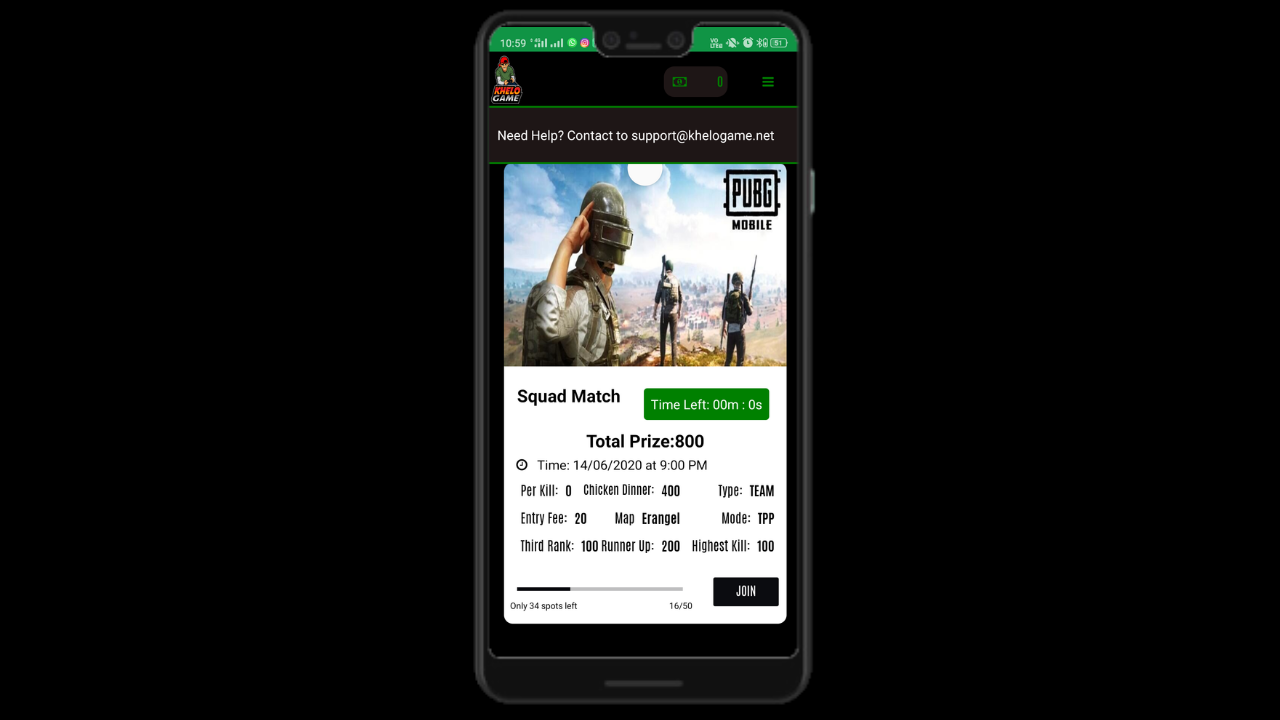 10:59
VO
LTE
51
KHELO
GAME
0
Need Help? Contact to support@khelogame.net
PUBG
MOBILE
Squad Match
Time Left: 00m : 0s
Total Prize:800
Time: 14/06/2020 at 9:00 PM
Per Kill: 0 Chicken Dinner: 400 Type: TEAM
Entry Fee: 20 Map Erangel Mode: TPP
Third Rank: 100 Runner Up: 200 Highest Kill: 100
JOIN
Only 34 spots left 16/50